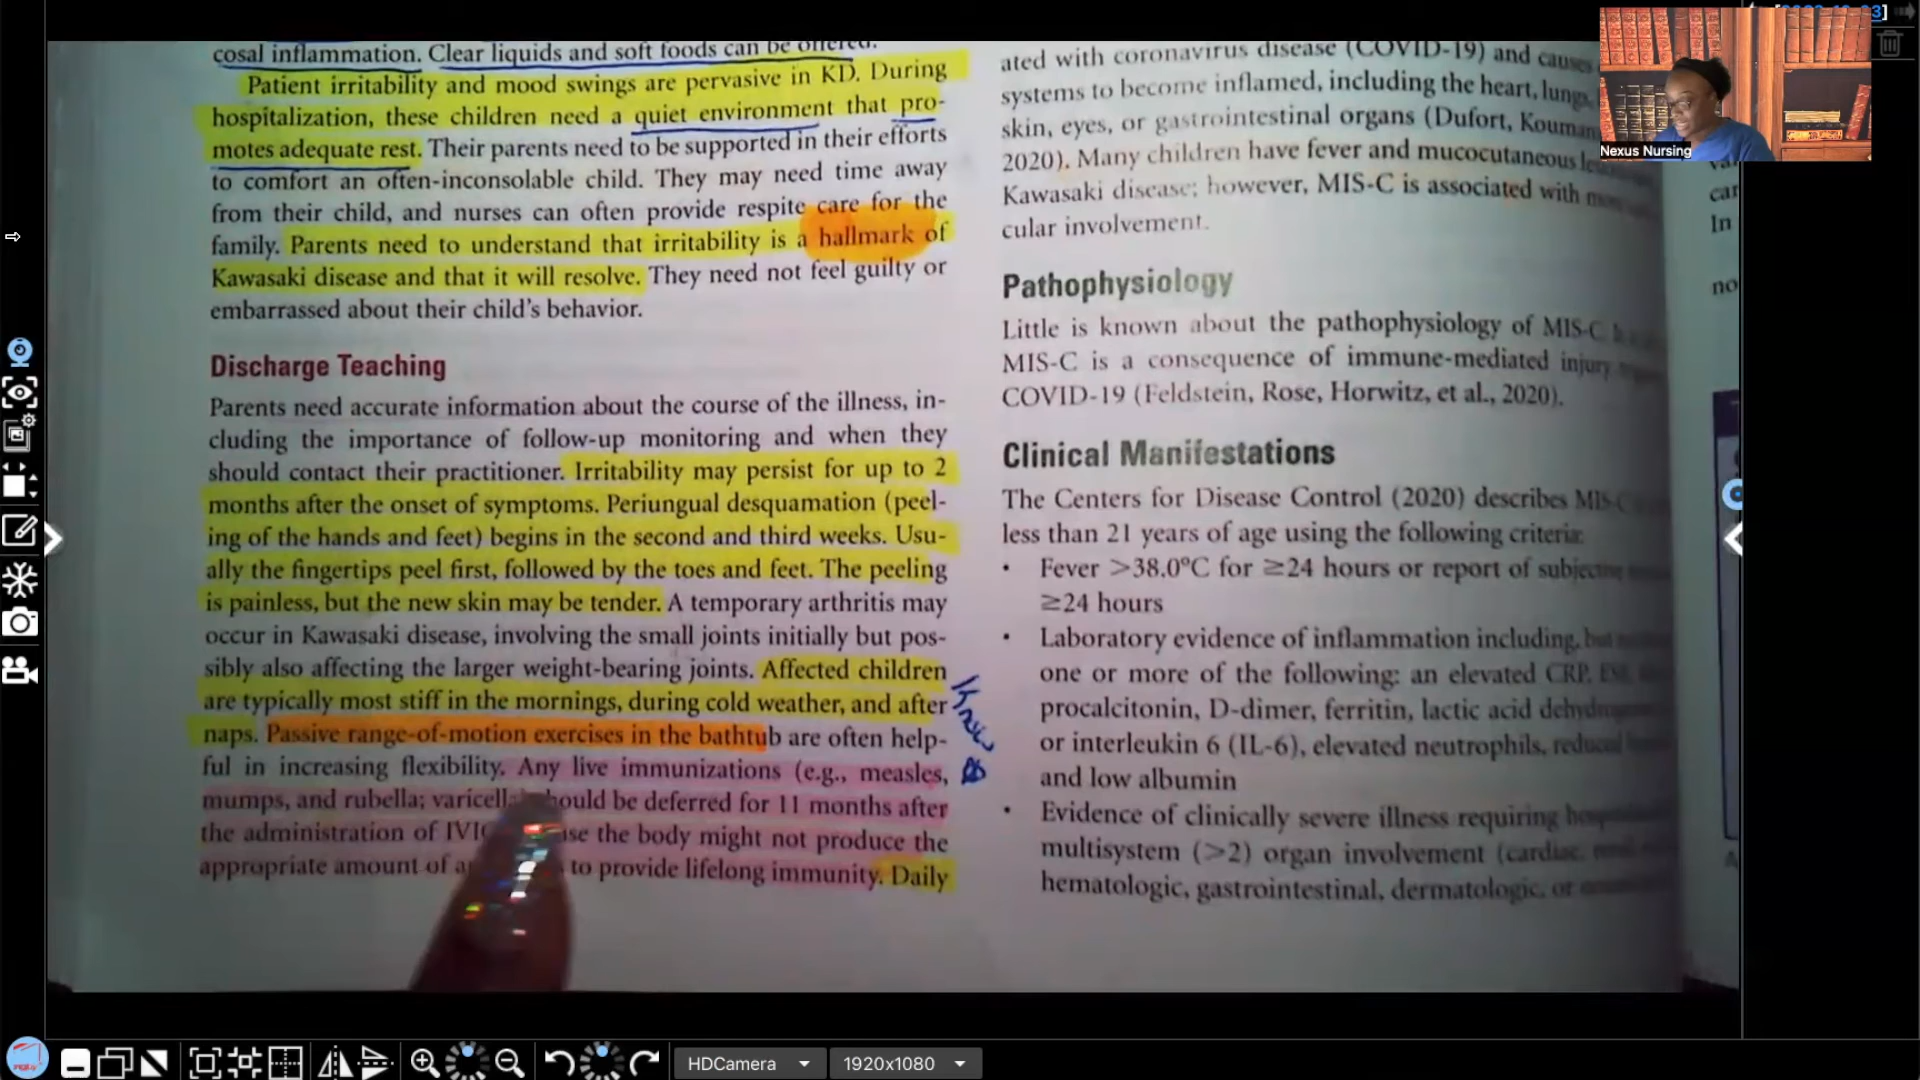 cosal inflammation. Clear liquids and soft foods can be offered.
Patient irritability and mood swings are pervasive in KD. During
hospitalization, these children need a quiet environment that pro-
motes adequate rest. Their parents need to be supported in their efforts
to comfort an often-inconsolable child. They may need time away
from their child, and nurses can often provide respite care for the
family. Parents need to understand that irritability is a hallmark of
Kawasaki disease and that it will resolve. They need not feel guilty or
embarrassed about their child's behavior.
Discharge Teaching
Parents need accurate information about the course of the illness, in-
cluding the importance of follow-up monitoring and when they
should contact their practitioner. Irritability may persist for up to 2
months after the onset of symptoms. Periungual desquamation (peel-
ing of the hands and feet) begins in the second and third weeks. Usu-
ally the fingertips peel first, followed by the toes and feet. The peeling
is painless, but the new skin may be tender. A temporary arthritis may
occur in Kawasaki disease, involving the small joints initially but pos-
sibly also affecting the larger weight-bearing joints. Affected children
are typically most stiff in the mornings, during cold weather, and after
naps. Passive range-of-motion exercises in the bathtub are often help-
ful in increasing flexibility. Any live immunizations (e.g., measles,
mumps, and rubella; varicella should be deferred for 11 months after
the administration of IVIG the body might not produce the
appropriate amount of to provide lifelong immunity. Daily
Know
ated with coronavirus disease (COVID-19) and causes
systems to become inflamed, including the heart, lungs,
skin, eyes, or gastrointestinal organs (Dufort, Kouman
2020). Many children have fever and mucocutaneous
Kawasaki disease; however, MIS-C is associated with
cular involvement.
Pathophysiology
Little is known about the pathophysiology of MIS-C
MIS-C is a consequence of immune-mediated injury
COVID-19 (Feldstein, Rose, Horwitz, et al., 2020).
Clinical Manifestations
The Centers for Disease Control (2020) describes MIS-C
less than 21 years of age using the following criteria:
• Fever >38.0°C for ≥24 hours or report of subjective
≥24 hours
• Laboratory evidence of inflammation including, but
one or more of the following: an elevated CRP,
procalcitonin, D-dimer, ferritin, lactic acid
or interleukin 6 (IL-6), elevated neutrophils, reduced
and low albumin
• Evidence of clinically severe illness requiring
multisystem (>2) organ involvement (cardiac,
hematologic, gastrointestinal, dermatologic, or
car
In
no
Nexus Nursing
HDCamera
1920x1080